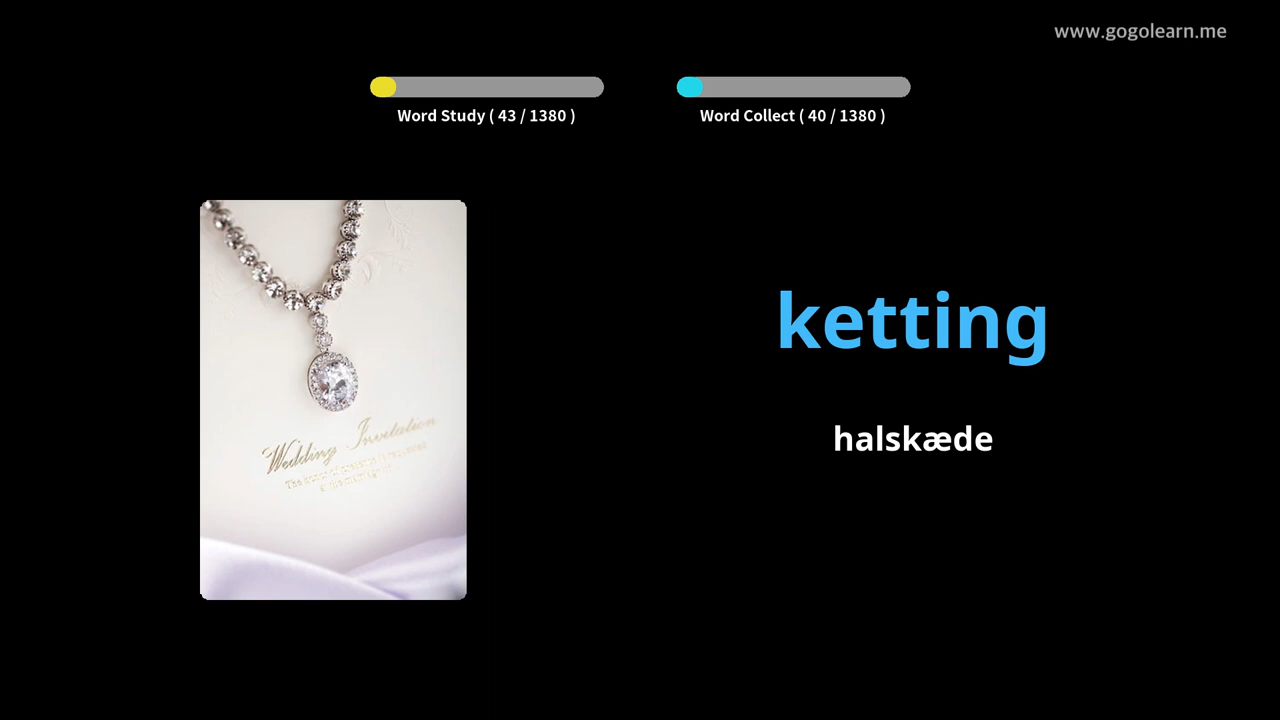 www.gogolearn.me
Word Study ( 43 / 1380 )
Word Collect ( 40 / 1380 )
ketting
halskæde
Wedding Invitation